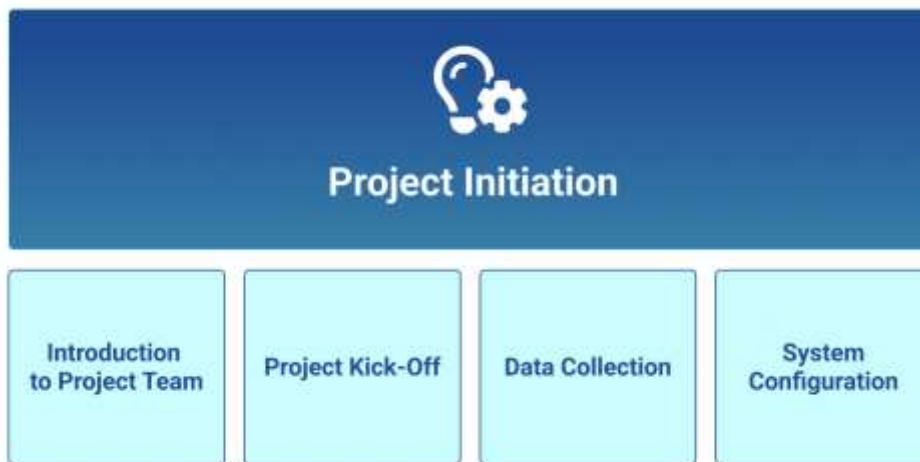 Project Initiation
Introduction
to Project Team
Project Kick-Off
Data Collection
System
Configuration